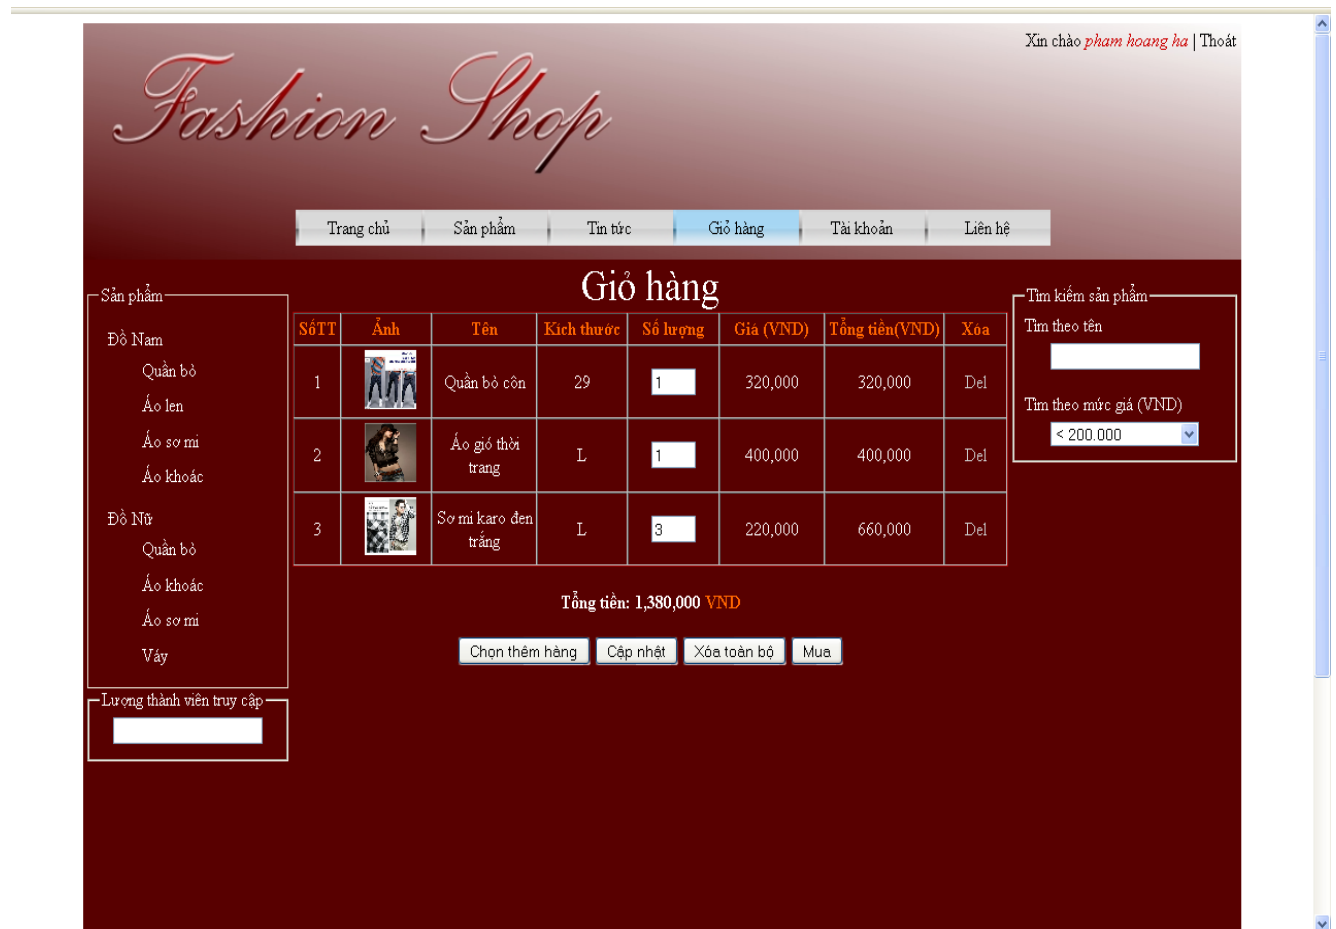 Xin chào pham hoang ha | Thoát
Fashion Shop
Trang chủ Sản phẩm Tin tức Giỏ hàng Tài khoản Liên hệ
Sản phẩm
Đồ Nam
Quần bò
Áo len
Áo sơ mi
Áo khoác
Đồ Nữ
Quần bò
Áo khoác
Áo sơ mi
Váy
Lượng thành viên truy cập
Giỏ hàng
SốTT Ảnh Tên Kích thước Số lượng Giá (VND) Tổng tiền(VND) Xóa
1 Quần bò côn 29 1 320,000 320,000 Del
2 Áo gió thời trang L 1 400,000 400,000 Del
3 Sơ mi karo đen trắng L 3 220,000 660,000 Del
Tổng tiền: 1,380,000 VND
Chọn thêm hàng Cập nhật Xóa toàn bộ Mua
Tìm kiếm sản phẩm
Tìm theo tên
Tìm theo mức giá (VND)
< 200.000